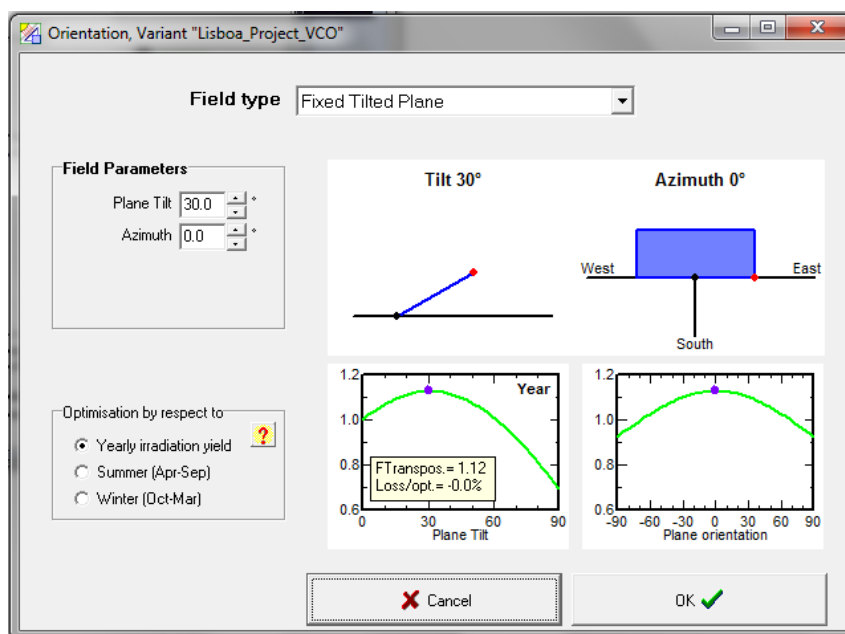 Orientation, Variant "Lisboa_Project_VCO"
Field type Fixed Tilted Plane
Field Parameters
Plane Tilt 30.0 °
Azimuth 0.0 °
Tilt 30°
Azimuth 0°
West
East
South
Optimisation by respect to
Yearly irradiation yield
?
Summer (Apr-Sep)
Winter (Oct-Mar)
1.2
1.0
0.8
0.6
Year
FTranspos.= 1.12
Loss/opt.= -0.0%
0 30 60 90
Plane Tilt
1.2
1.0
0.8
0.6
-90 -60 -30 0 30 60 90
Plane orientation
Cancel
OK